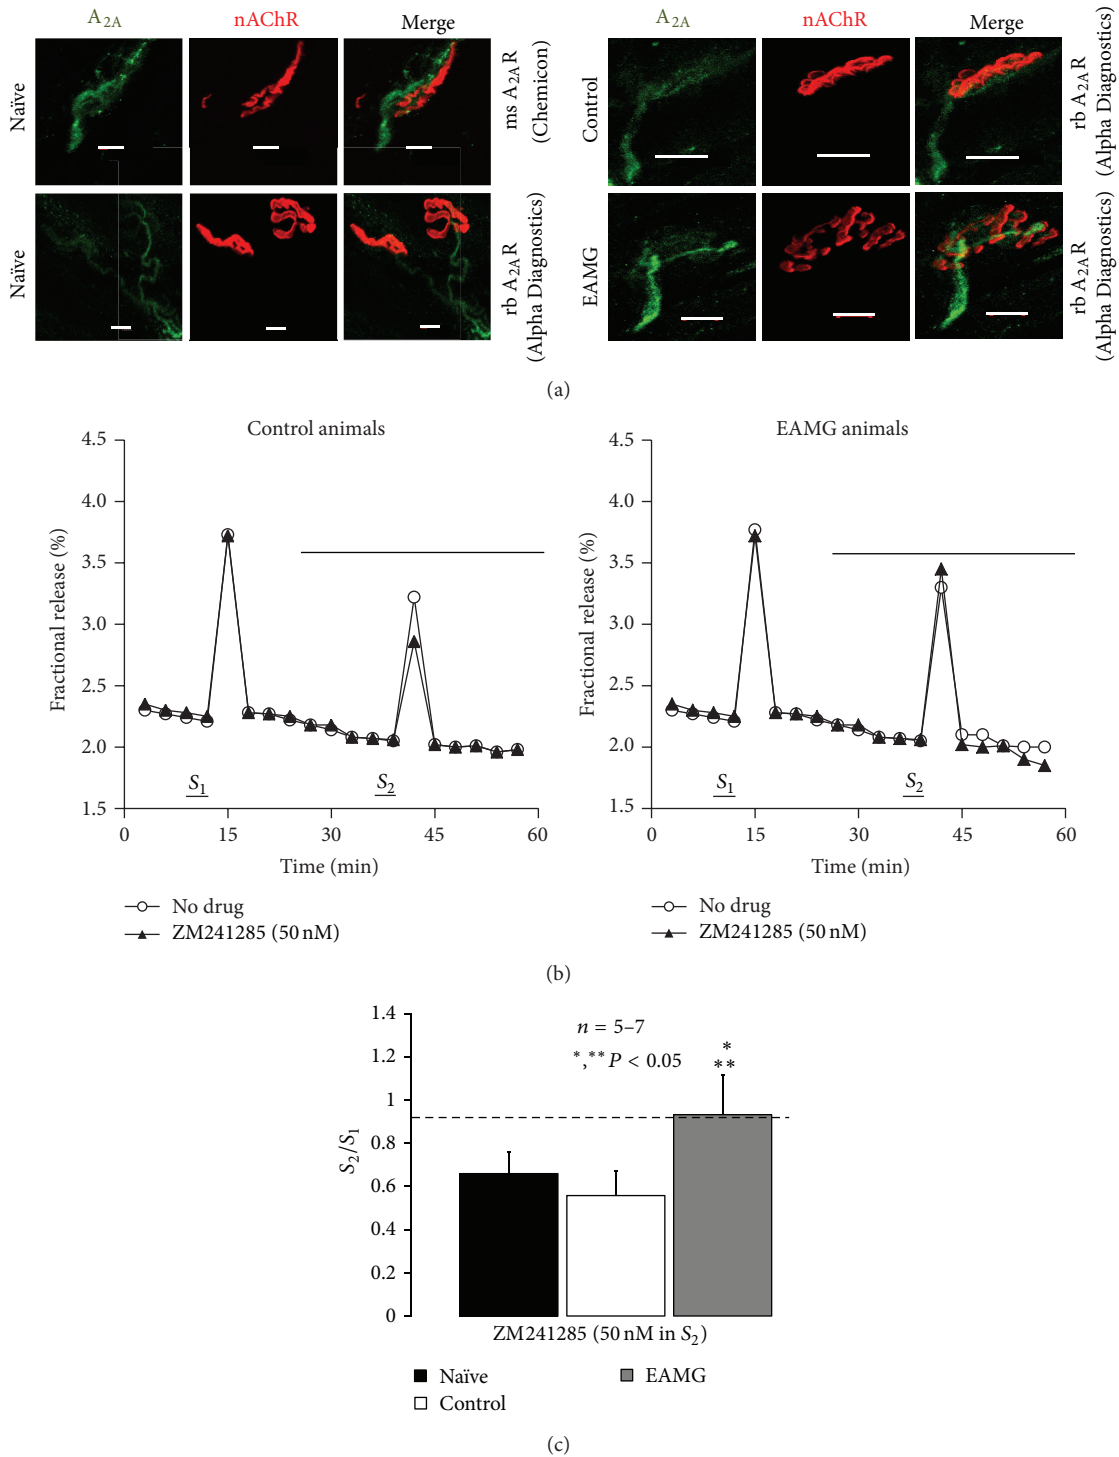 A2A nAChR Merge
Naïve
ms A2AR
(Chemicon)
Naïve
rb A2AR
(Alpha Diagnostics)
A2A nAChR Merge
Control
rb A2AR
(Alpha Diagnostics)
EAMG
rb A2AR
(Alpha Diagnostics)
(a)
Control animals
Fractional release (%)
4.5
4.0
3.5
3.0
2.5
2.0
1.5
S1 S2
0 15 30 45 60
Time (min)
No drug
ZM241285 (50 nM)
EAMG animals
Fractional release (%)
4.5
4.0
3.5
3.0
2.5
2.0
1.5
S1 S2
0 15 30 45 60
Time (min)
No drug
ZM241285 (50 nM)
(b)
S2/S1
1.4
1.2
1
0.8
0.6
0.4
0.2
0
n = 5–7
*,** P < 0.05
*
**
ZM241285 (50 nM in S2)
Naïve
Control
EAMG
(c)